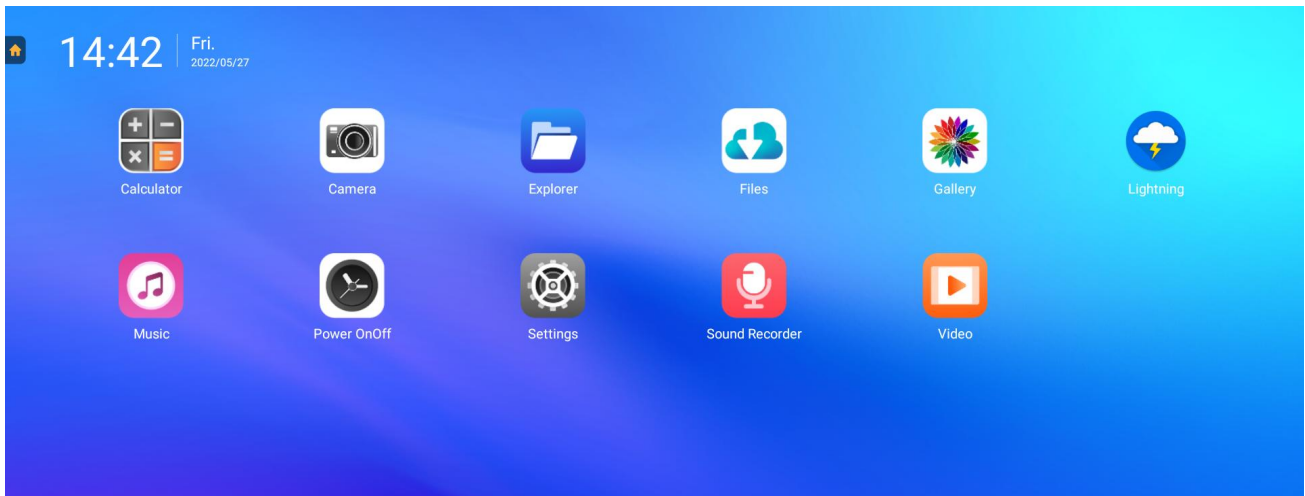 14:42
Fri.
2022/05/27
Calculator
Camera
Explorer
Files
Gallery
Lightning
Music
Power OnOff
Settings
Sound Recorder
Video